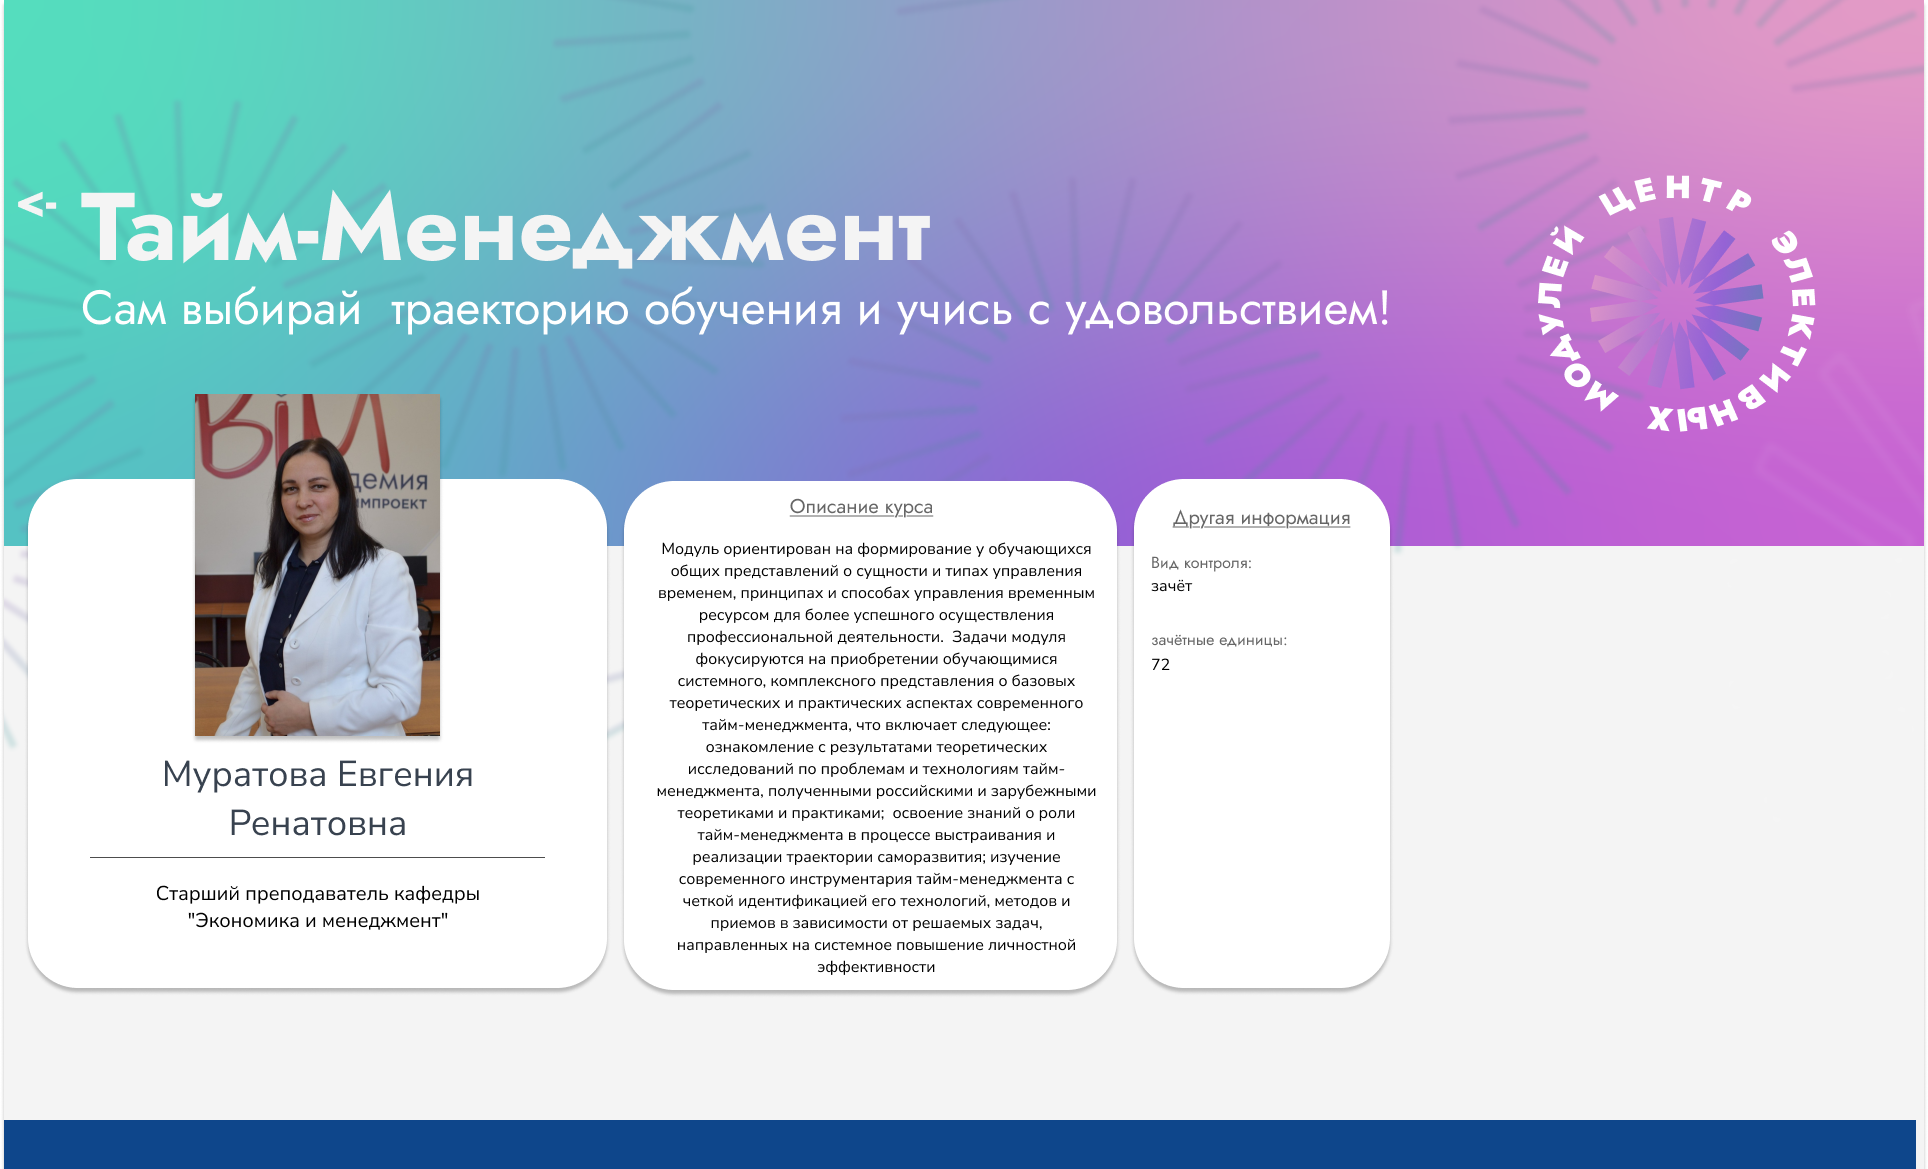 <- Тайм-Менеджмент
Сам выбирай  траекторию обучения и учись с удовольствием!
ЦЕНТР ЭЛЕКТИВНЫХ МОДУЛЕЙ
BIM
демия
ИМПРОЕКТ
Муратова Евгения
Ренатовна
Старший преподаватель кафедры
"Экономика и менеджмент"
Описание курса
Модуль ориентирован на формирование у обучающихся
общих представлений о сущности и типах управления
временем, принципах и способах управления временным
ресурсом для более успешного осуществления
профессиональной деятельности.  Задачи модуля
фокусируются на приобретении обучающимися
системного, комплексного представления о базовых
теоретических и практических аспектах современного
тайм-менеджмента, что включает следующее:
ознакомление с результатами теоретических
исследований по проблемам и технологиям тайм-
менеджмента, полученными российскими и зарубежными
теоретиками и практиками;  освоение знаний о роли
тайм-менеджмента в процессе выстраивания и
реализации траектории саморазвития; изучение
современного инструментария тайм-менеджмента с
четкой идентификацией его технологий, методов и
приемов в зависимости от решаемых задач,
направленных на системное повышение личностной
эффективности
Другая информация
Вид контроля:
зачёт
зачётные единицы:
72